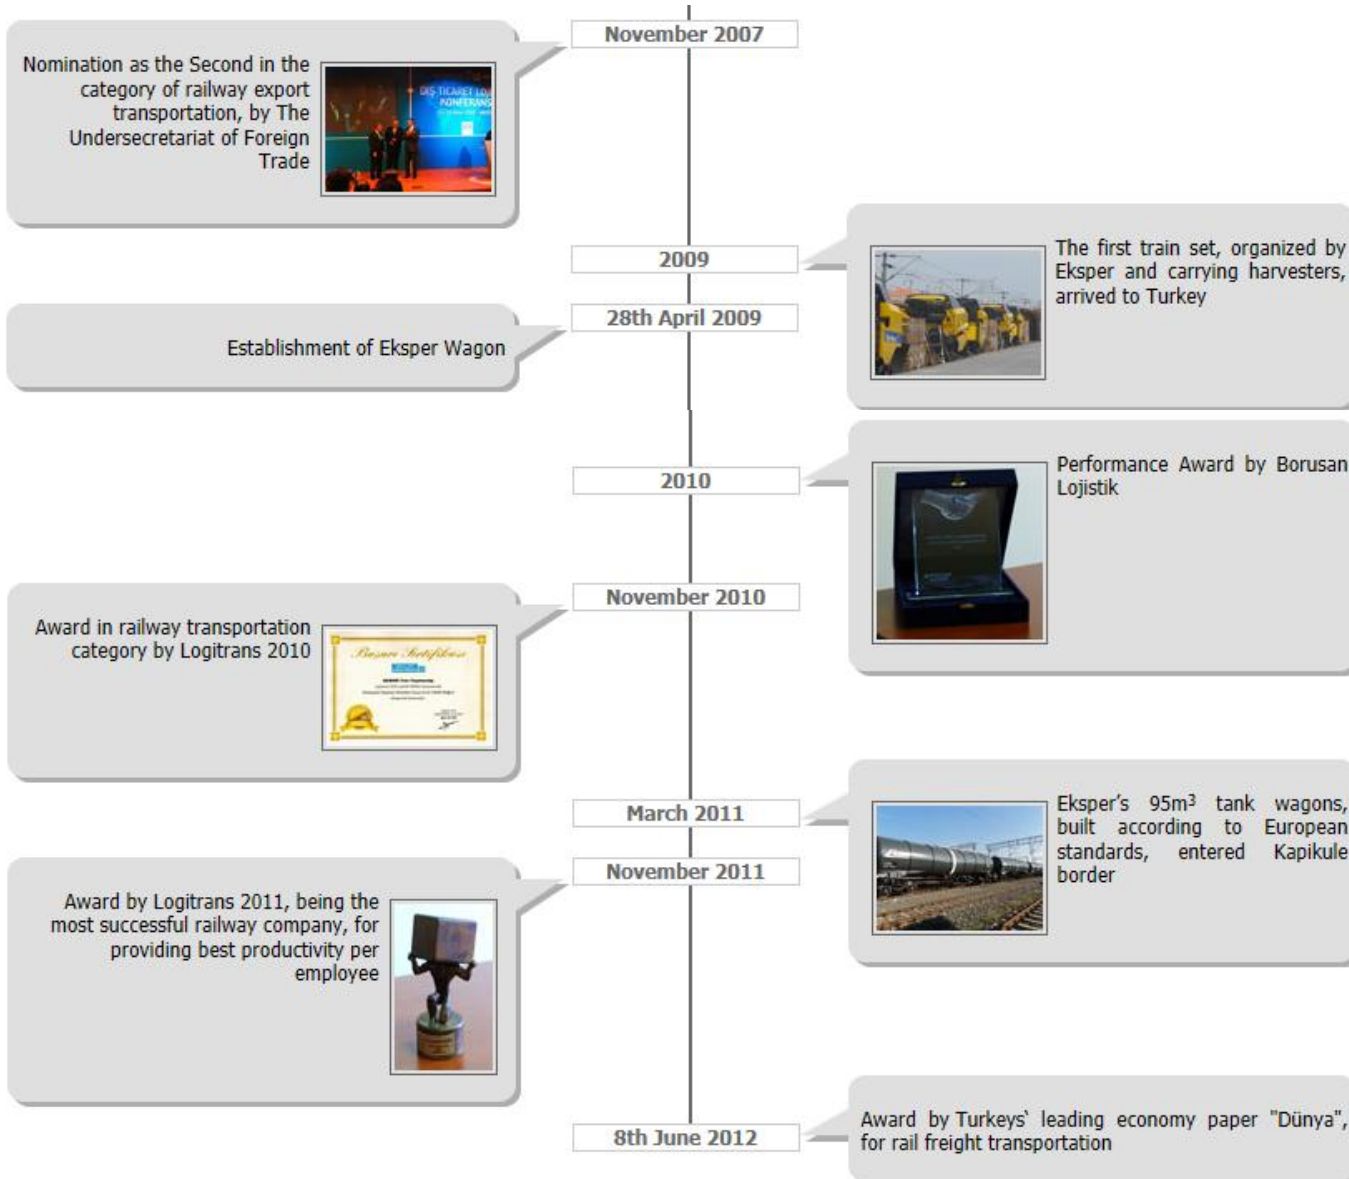 November 2007
Nomination as the Second in the
category of railway export
transportation, by The
Undersecretariat of Foreign
Trade
DIŞ TİCARET LOJ
KONFERANS
2009
The first train set, organized by
Eksper and carrying harvesters,
arrived to Turkey
28th April 2009
Establishment of Eksper Wagon
2010
Performance Award by Borusan
Lojistik
November 2010
Award in railway transportation
category by Logitrans 2010
Başarı Sertifikası
March 2011
Eksper’s 95m³ tank wagons,
built according to European
standards, entered Kapikule
border
November 2011
Award by Logitrans 2011, being the
most successful railway company, for
providing best productivity per
employee
8th June 2012
Award by Turkeys‘ leading economy paper "Dünya",
for rail freight transportation